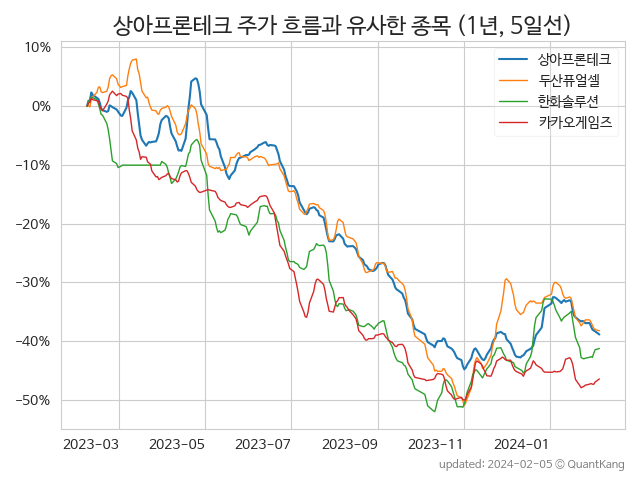 상아프론테크 주가 흐름과 유사한 종목 (1년, 5일선)
10%
0%
−10%
−20%
−30%
−40%
−50%
상아프론테크
두산퓨얼셀
한화솔루션
카카오게임즈
2023-03
2023-05
2023-07
2023-09
2023-11
2024-01
updated: 2024-02-05 © QuantKang